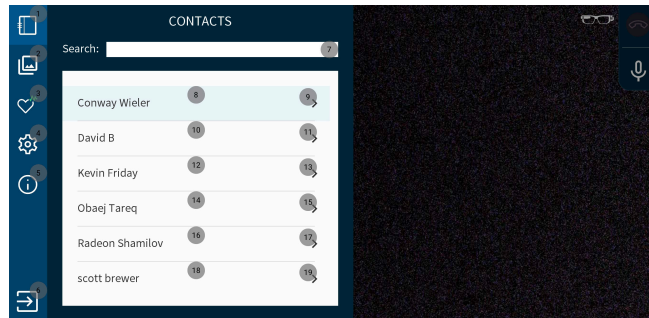 CONTACTS
Search:
Conway Wieler
David B
Kevin Friday
Obaej Tareq
Radeon Shamilov
scott brewer
1
2
3
4
5
6
7
8
9
10
11
12
13
14
15
16
17
18
19